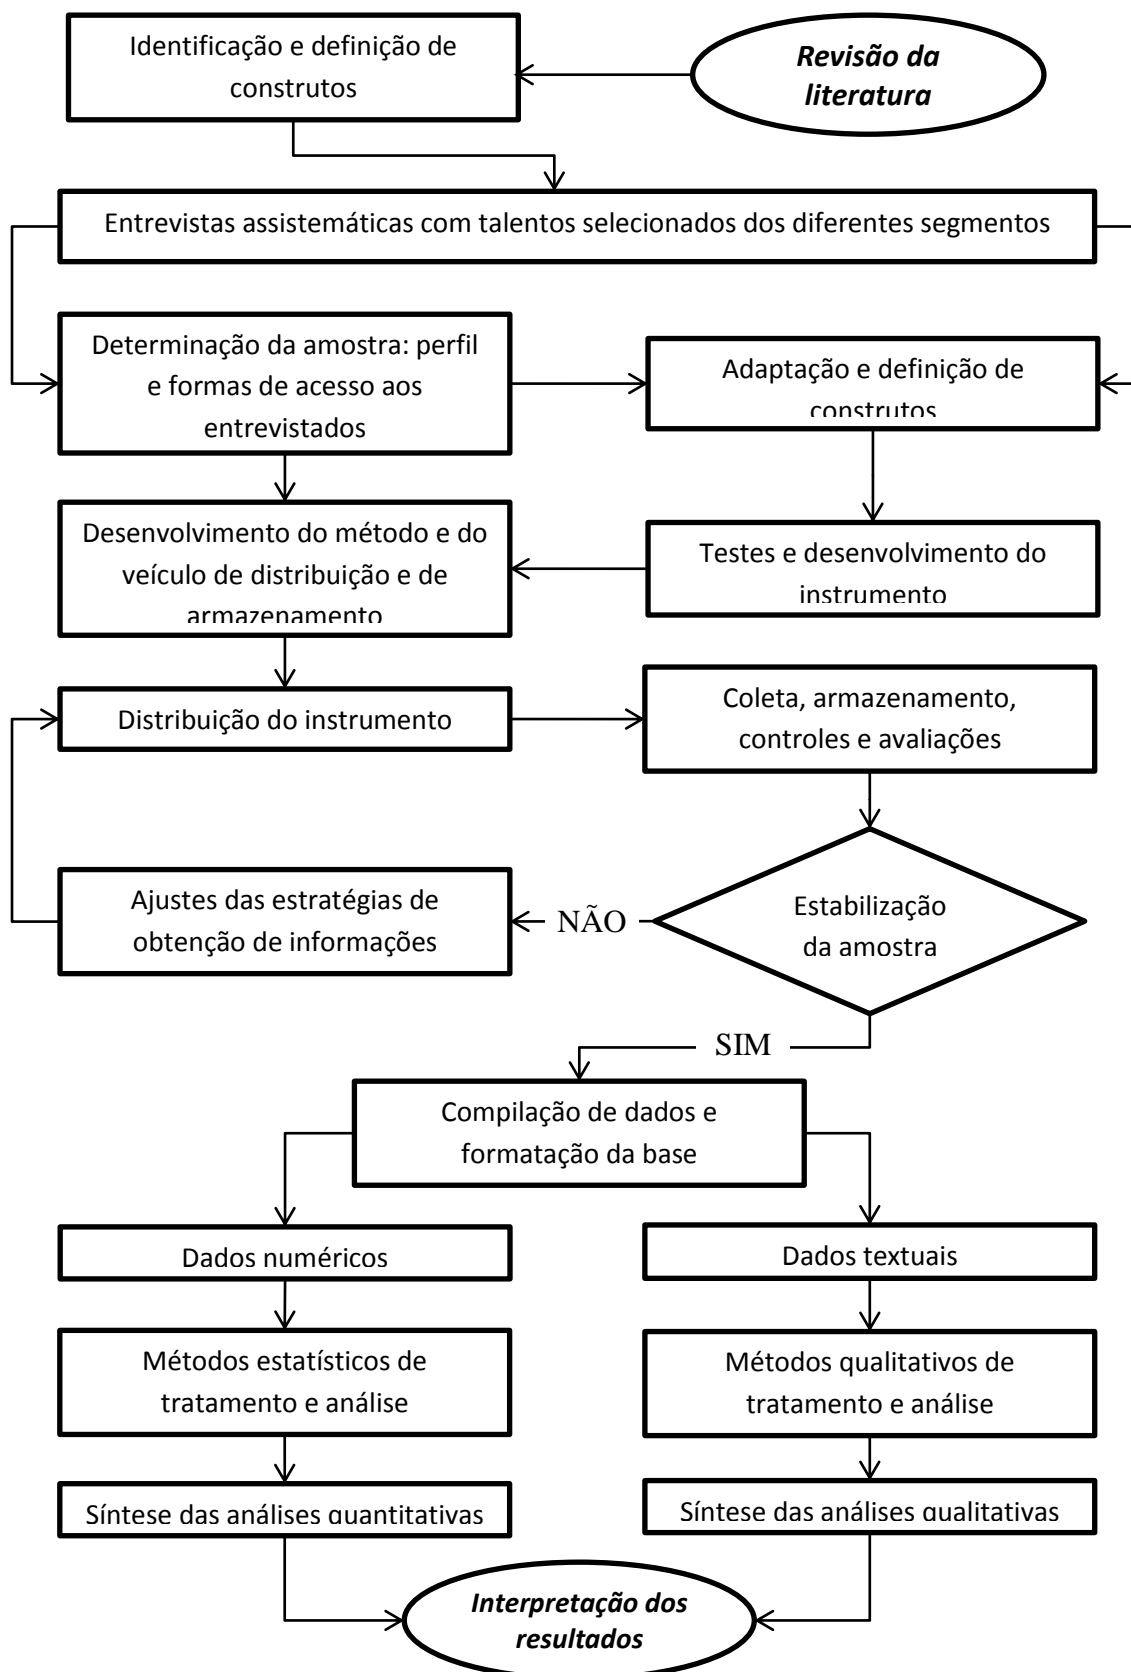 Identificação e definição de
construtos
Revisão da
literatura
Entrevistas assistemáticas com talentos selecionados dos diferentes segmentos
Determinação da amostra: perfil
e formas de acesso aos
entrevistados
Adaptação e definição de
construtos
Desenvolvimento do método e do
veículo de distribuição e de
armazenamento
Testes e desenvolvimento do
instrumento
Distribuição do instrumento
Coleta, armazenamento,
controles e avaliações
Ajustes das estratégias de
obtenção de informações
NÃO
Estabilização
da amostra
SIM
Compilação de dados e
formatação da base
Dados numéricos
Dados textuais
Métodos estatísticos de
tratamento e análise
Métodos qualitativos de
tratamento e análise
Síntese das análises quantitativas
Síntese das análises qualitativas
Interpretação dos
resultados